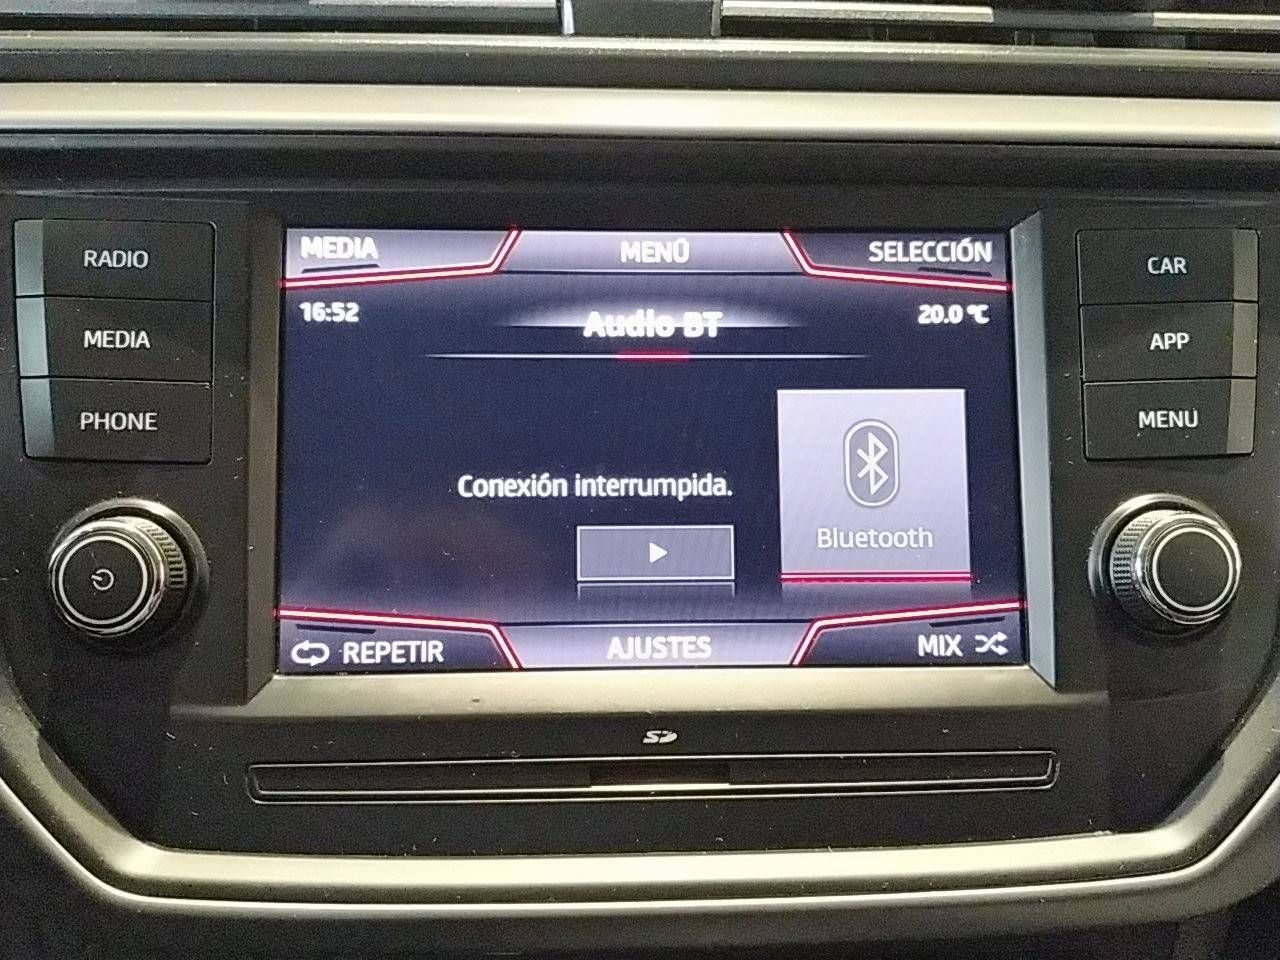 RADIO
MEDIA
PHONE
MEDIA
MENÚ
SELECCIÓN
16:52
Audio BT
20.0 °C
Conexión interrumpida.
Bluetooth
REPETIR
AJUSTES
MIX
CAR
APP
MENU
SD